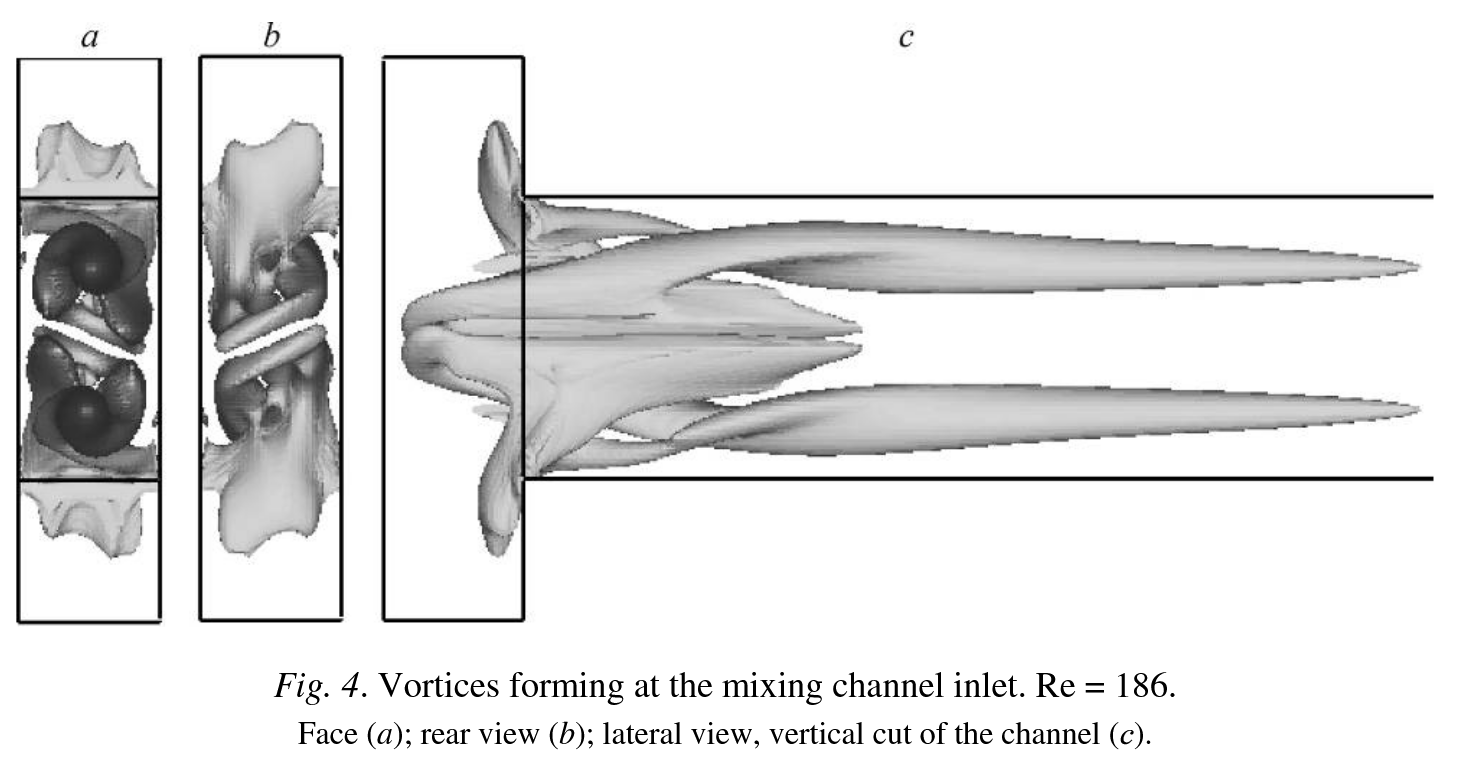 a b c
Fig. 4. Vortices forming at the mixing channel inlet. Re = 186.
Face (a); rear view (b); lateral view, vertical cut of the channel (c).